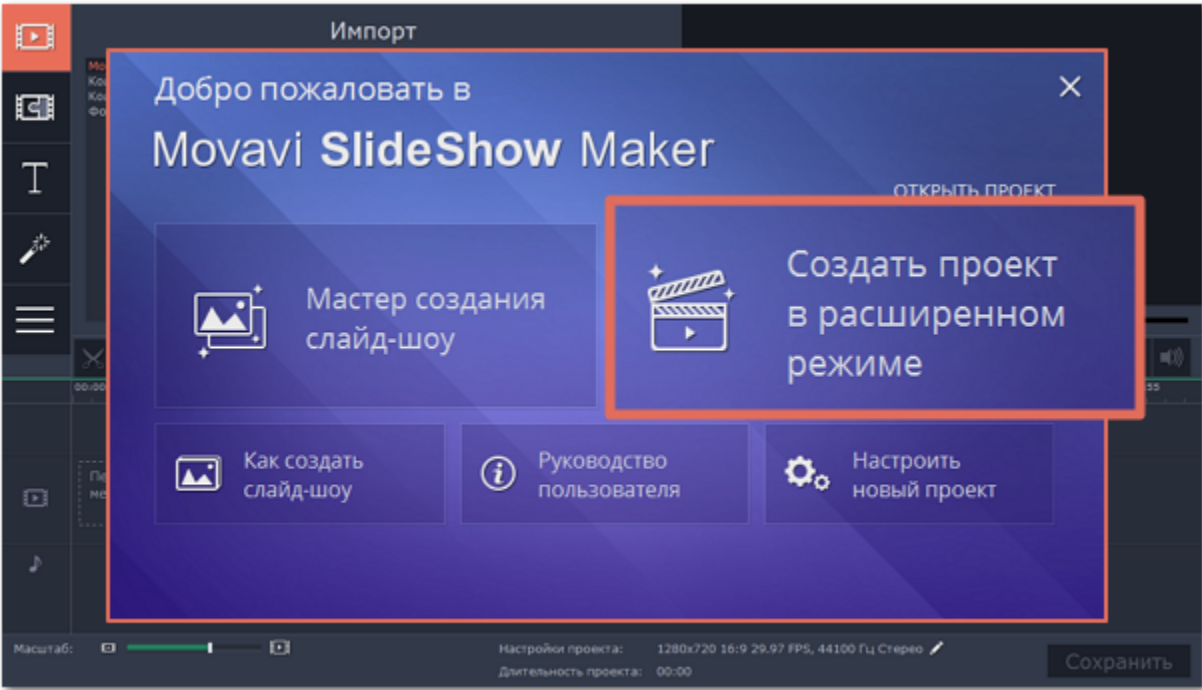 Импорт
Добро пожаловать в
Movavi SlideShow Maker
ОТКРЫТЬ ПРОЕКТ
Мастер создания
слайд-шоу
Создать проект
в расширенном
режиме
Как создать
слайд-шоу
Руководство
пользователя
Настроить
новый проект
Масштаб:
Настройки проекта: 1280x720 16:9 29.97 FPS, 44100 Гц Стерео
Длительность проекта: 00:00
Сохранить